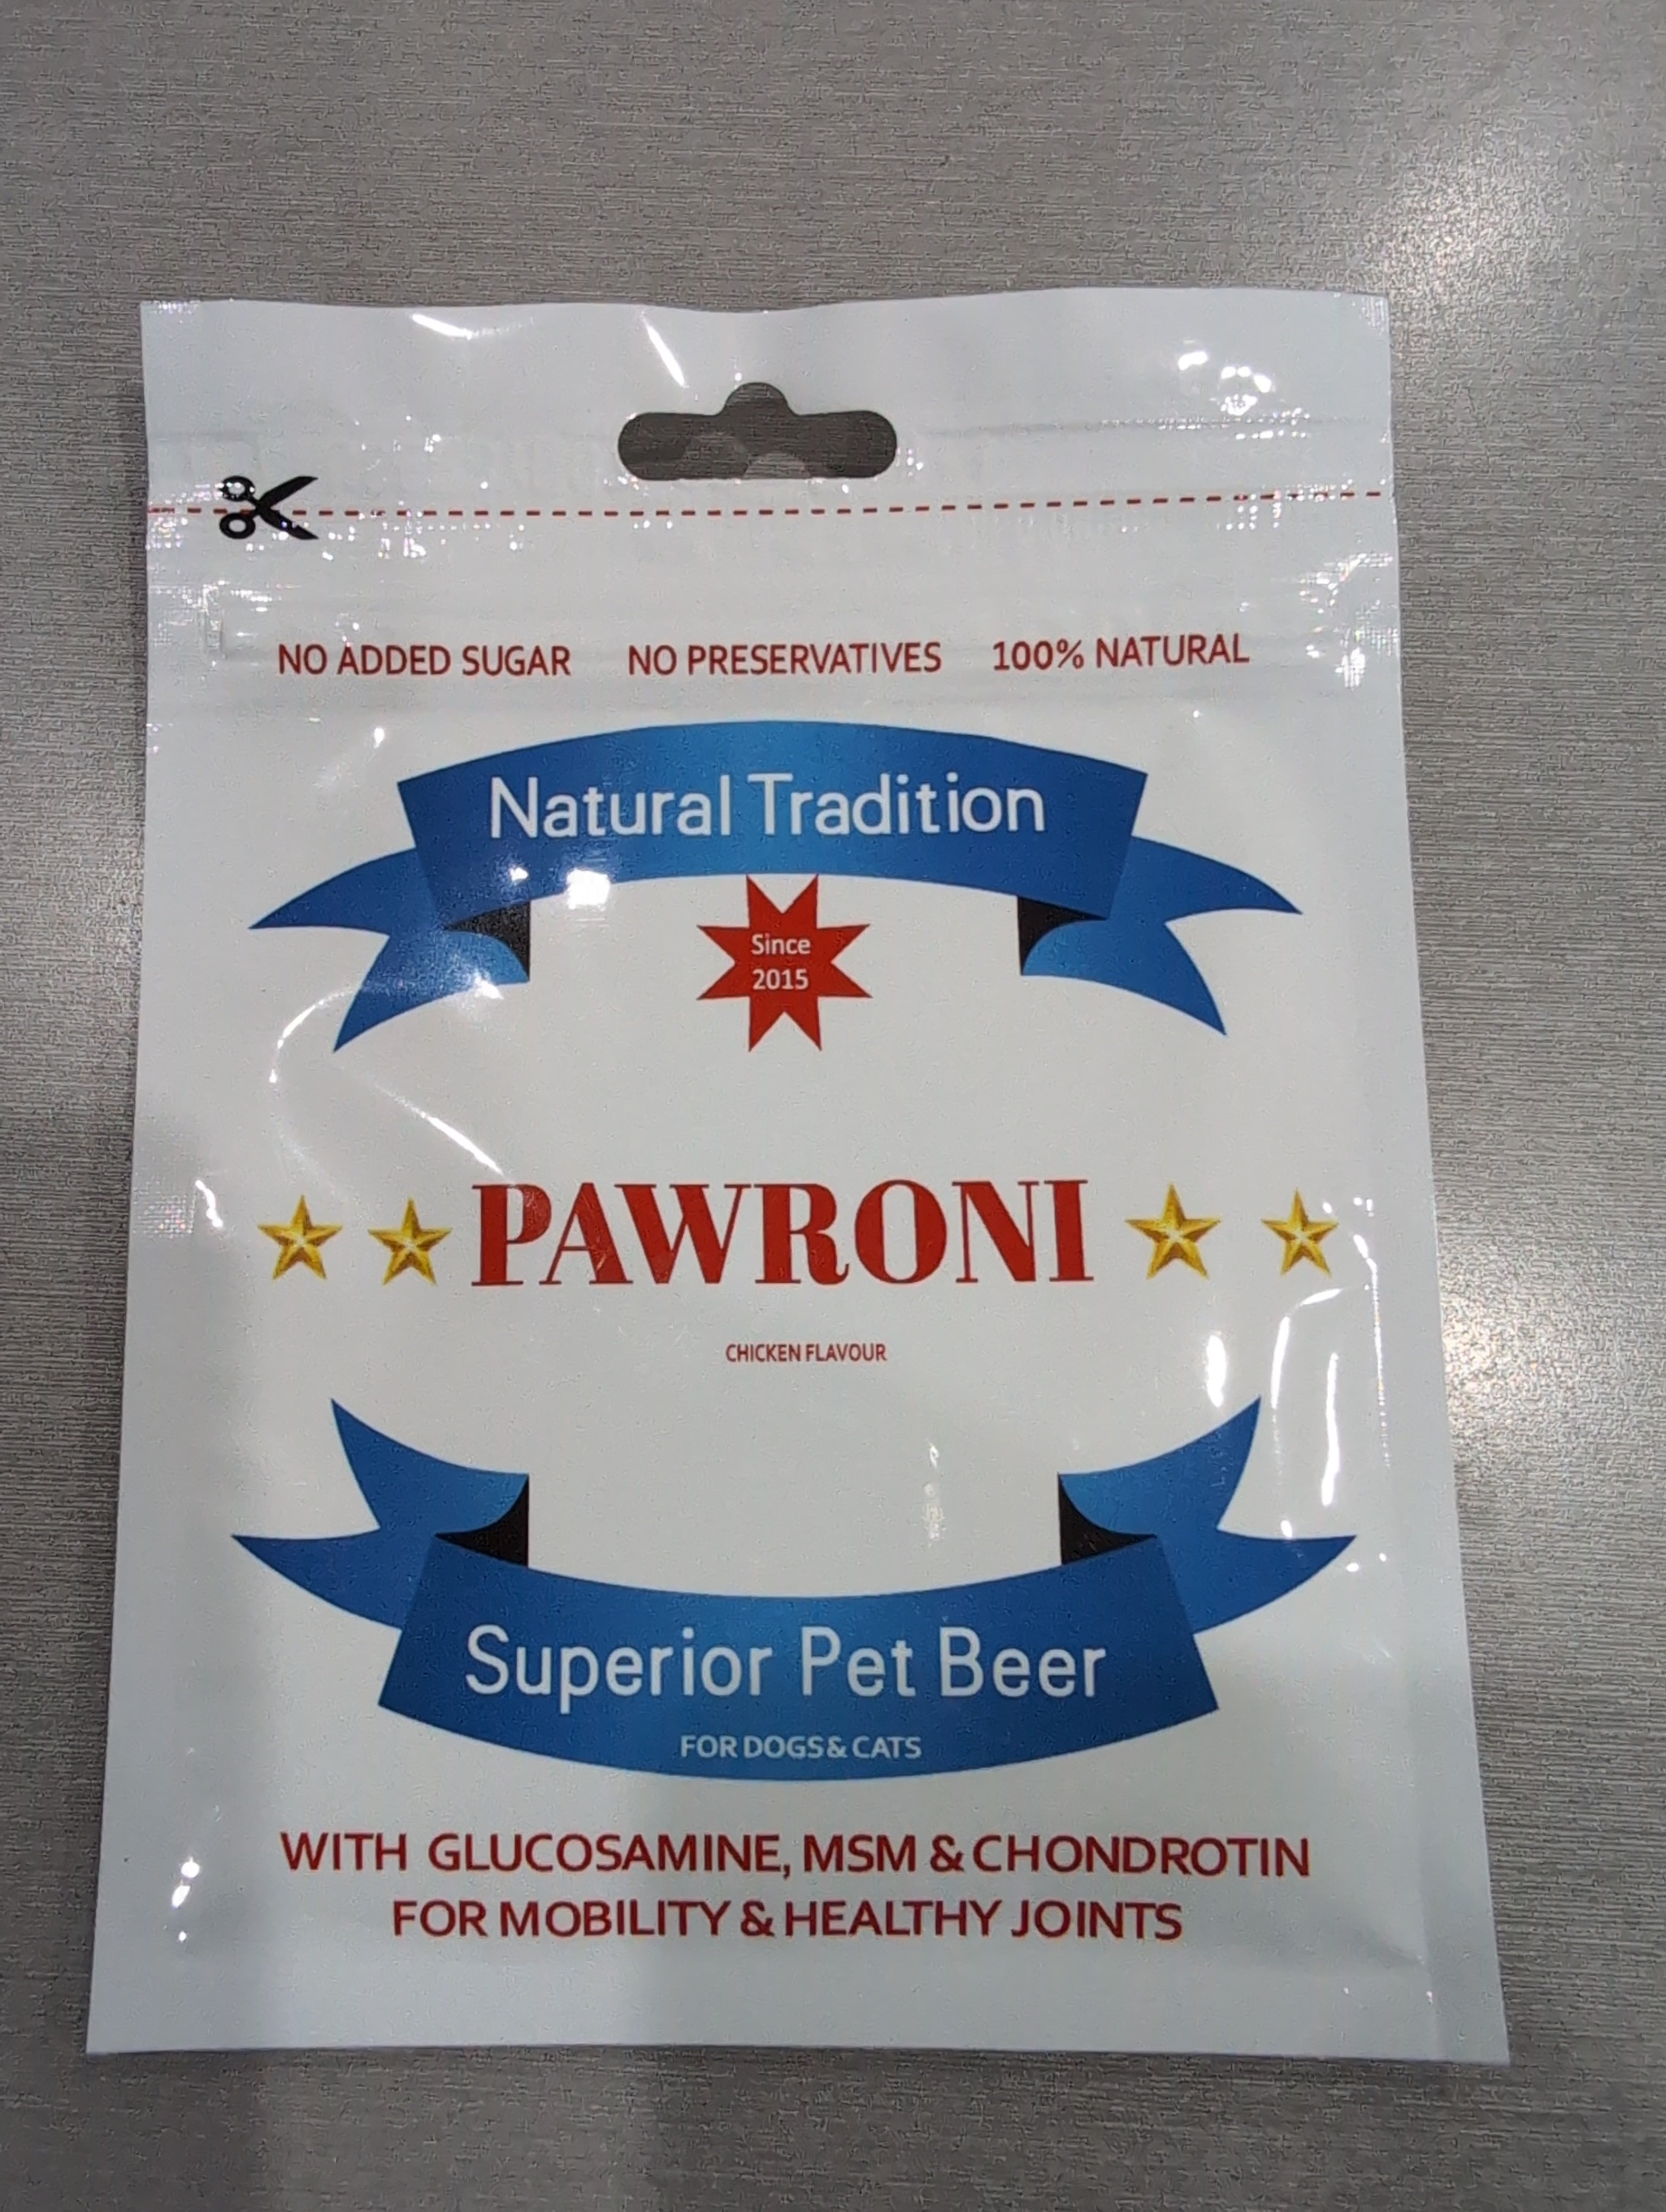 NO ADDED SUGAR NO PRESERVATIVES 100% NATURAL
Natural Tradition
Since
2015
PAWRONI
CHICKEN FLAVOUR
Superior Pet Beer
FOR DOGS & CATS
WITH GLUCOSAMINE, MSM & CHONDROTIN
FOR MOBILITY & HEALTHY JOINTS